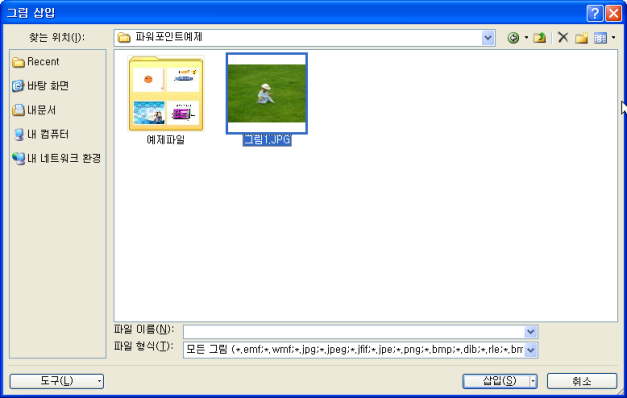 그림 삽입
찾는 위치(I):
파워포인트예제
Recent
바탕 화면
내문서
내 컴퓨터
내 네트워크 환경
예제파일
그림1.JPG
파일 이름(N):
파일 형식(T):
모든 그림 (*.emf;*.wmf;*.jpg;*.jpeg;*.jfif;*.jpe;*.png;*.bmp;*.dib;*.rle;*.bm
도구(L)
삽입(S)
취소